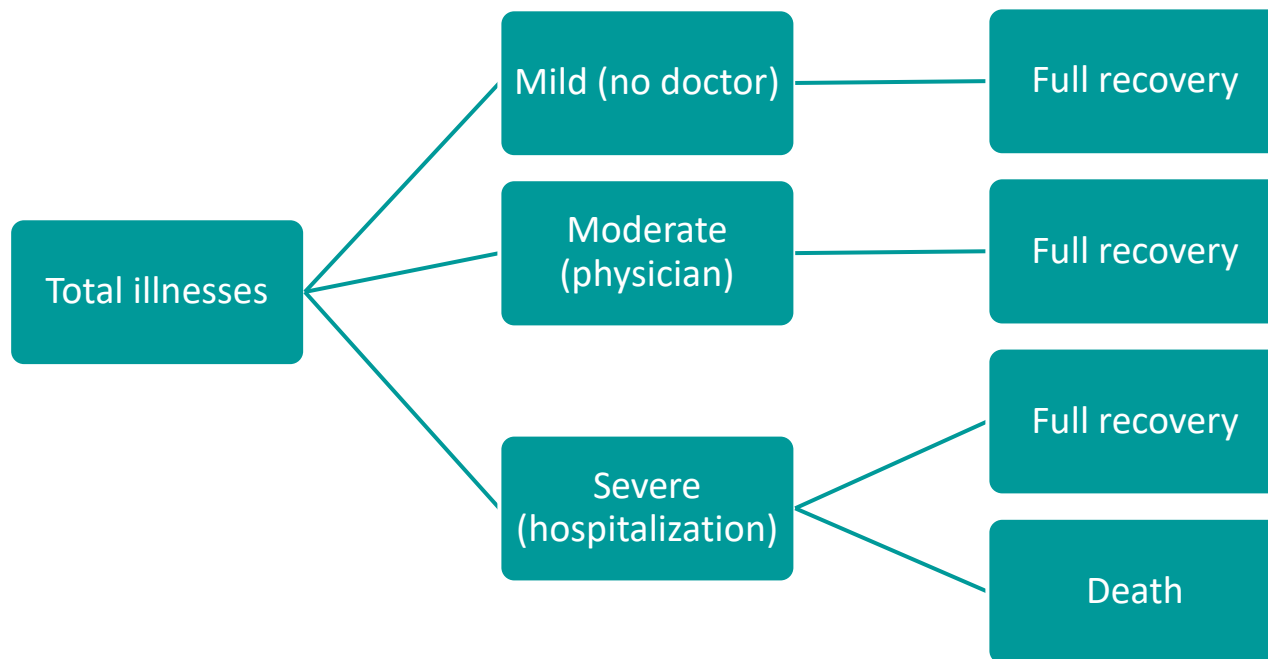 Total illnesses
Mild (no doctor)
Full recovery
Moderate
(physician)
Full recovery
Severe
(hospitalization)
Full recovery
Death